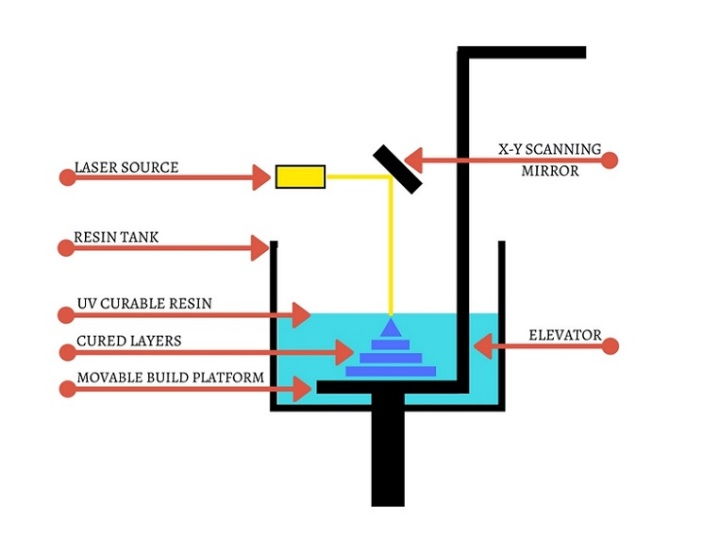 LASER SOURCE
X-Y SCANNING
MIRROR
RESIN TANK
UV CURABLE RESIN
CURED LAYERS
ELEVATOR
MOVABLE BUILD PLATFORM